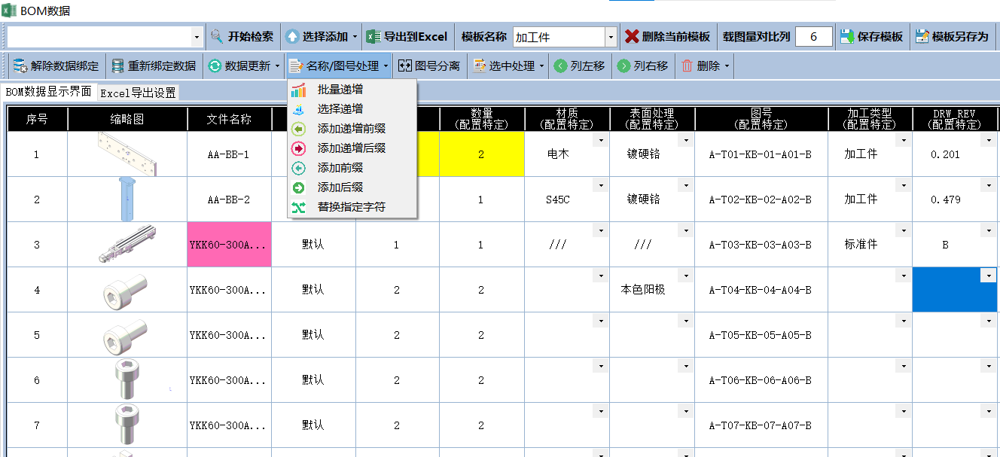 BOM数据
开始检索 选择添加 导出到Excel 模板名称 加工件 删除当前模板 载图量对比列 6 保存模板 模板另存为
解除数据绑定 重新绑定数据 数据更新 名称/图号处理 图号分离 选中处理 列左移 列右移 删除
BOM数据显示界面 Excel导出设置
批量递增
选择递增
添加递增前缀
添加递增后缀
添加前缀
添加后缀
替换指定字符
序号 缩略图 文件名称 数量 (配置特定) 材质 (配置特定) 表面处理 (配置特定) 图号 (配置特定) 加工类型 (配置特定) DRW_REV (配置特定)
1 AA-BB-1 2 电木 镀硬铬 A-T01-KB-01-A01-B 加工件 0.201
2 AA-BB-2 1 S45C 镀硬铬 A-T02-KB-02-A02-B 加工件 0.479
3 YKK60-300A... 默认 1 1 /// /// A-T03-KB-03-A03-B 标准件 B
4 YKK60-300A... 默认 2 2 本色阳极 A-T04-KB-04-A04-B
5 YKK60-300A... 默认 2 2 A-T05-KB-05-A05-B
6 YKK60-300A... 默认 2 2 A-T06-KB-06-A06-B
7 YKK60-300A... 默认 2 2 A-T07-KB-07-A07-B